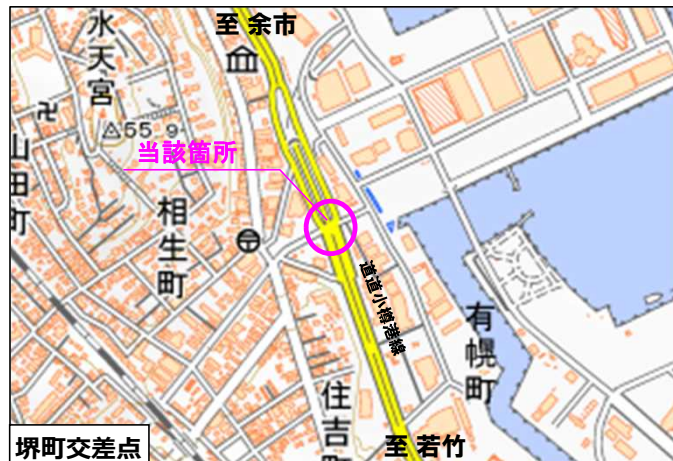 至 余市
水天宮
55.9
卍
当該箇所
山田町
相生町
道道小樽港線
有幌町
住吉町
堺町交差点
至 若竹